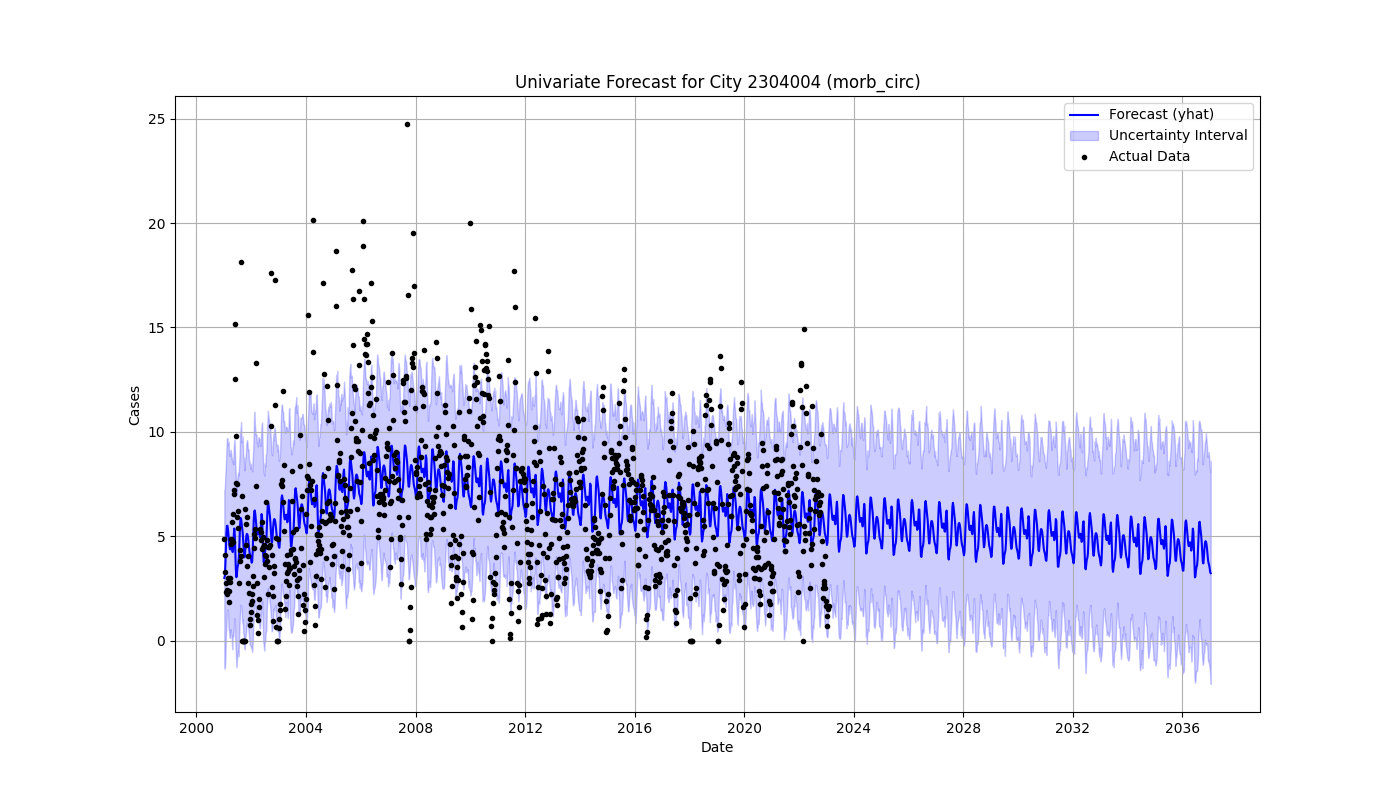 Univariate Forecast for City 2304004 (morb_circ)
Forecast (yhat)
Uncertainty Interval
Actual Data
Cases
25
20
15
10
5
0
2000 2004 2008 2012 2016 2020 2024 2028 2032 2036
Date